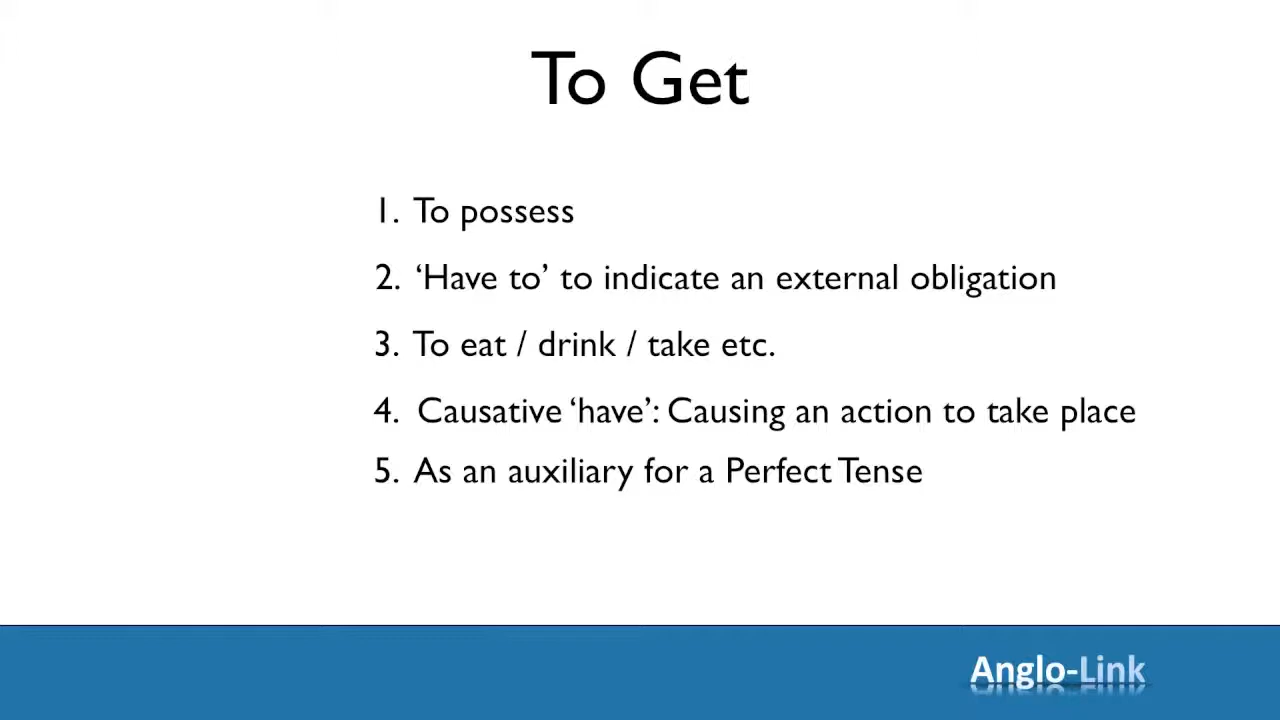 To Get
1. To possess
2. ‘Have to’ to indicate an external obligation
3. To eat / drink / take etc.
4. Causative ‘have’: Causing an action to take place
5. As an auxiliary for a Perfect Tense
Anglo-Link